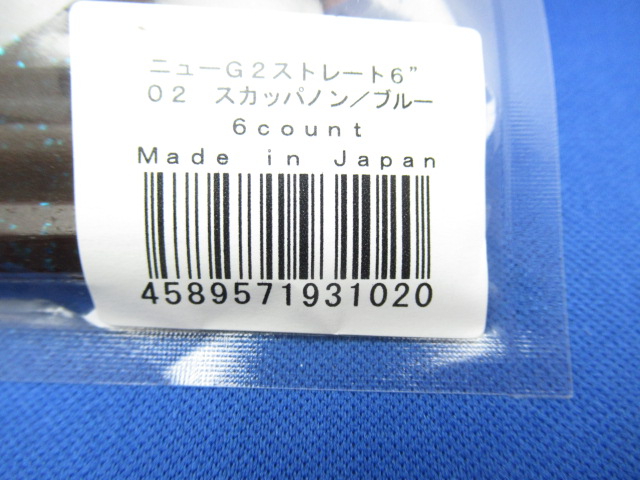 ニューG2ストレート6”
02 スカッパノン／ブルー
6count
Made in Japan
4589571931020